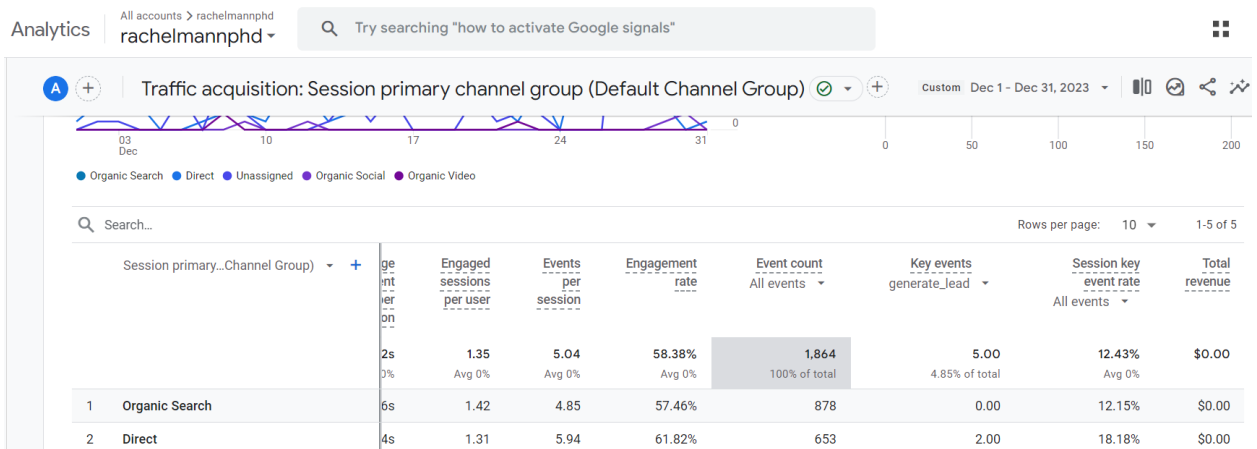 All accounts > rachelmannphd
Analytics
rachelmannphd
Try searching "how to activate Google signals"
A
Traffic acquisition: Session primary channel group (Default Channel Group)
Custom Dec 1 - Dec 31, 2023
0
03 10 17 24 31
Dec
0 50 100 150 200
Organic Search Direct Unassigned Organic Social Organic Video
Search...
Rows per page: 10 1-5 of 5
Session primary...Channel Group) +
Engaged sessions per user
Events per session
Engagement rate
Event count
All events
Key events
generate_lead
Session key event rate
All events
Total revenue
2s 1.35 5.04 58.38% 1,864 5.00 12.43% $0.00
0% Avg 0% Avg 0% Avg 0% 100% of total 4.85% of total Avg 0%
1 Organic Search 6s 1.42 4.85 57.46% 878 0.00 12.15% $0.00
2 Direct 4s 1.31 5.94 61.82% 653 2.00 18.18% $0.00